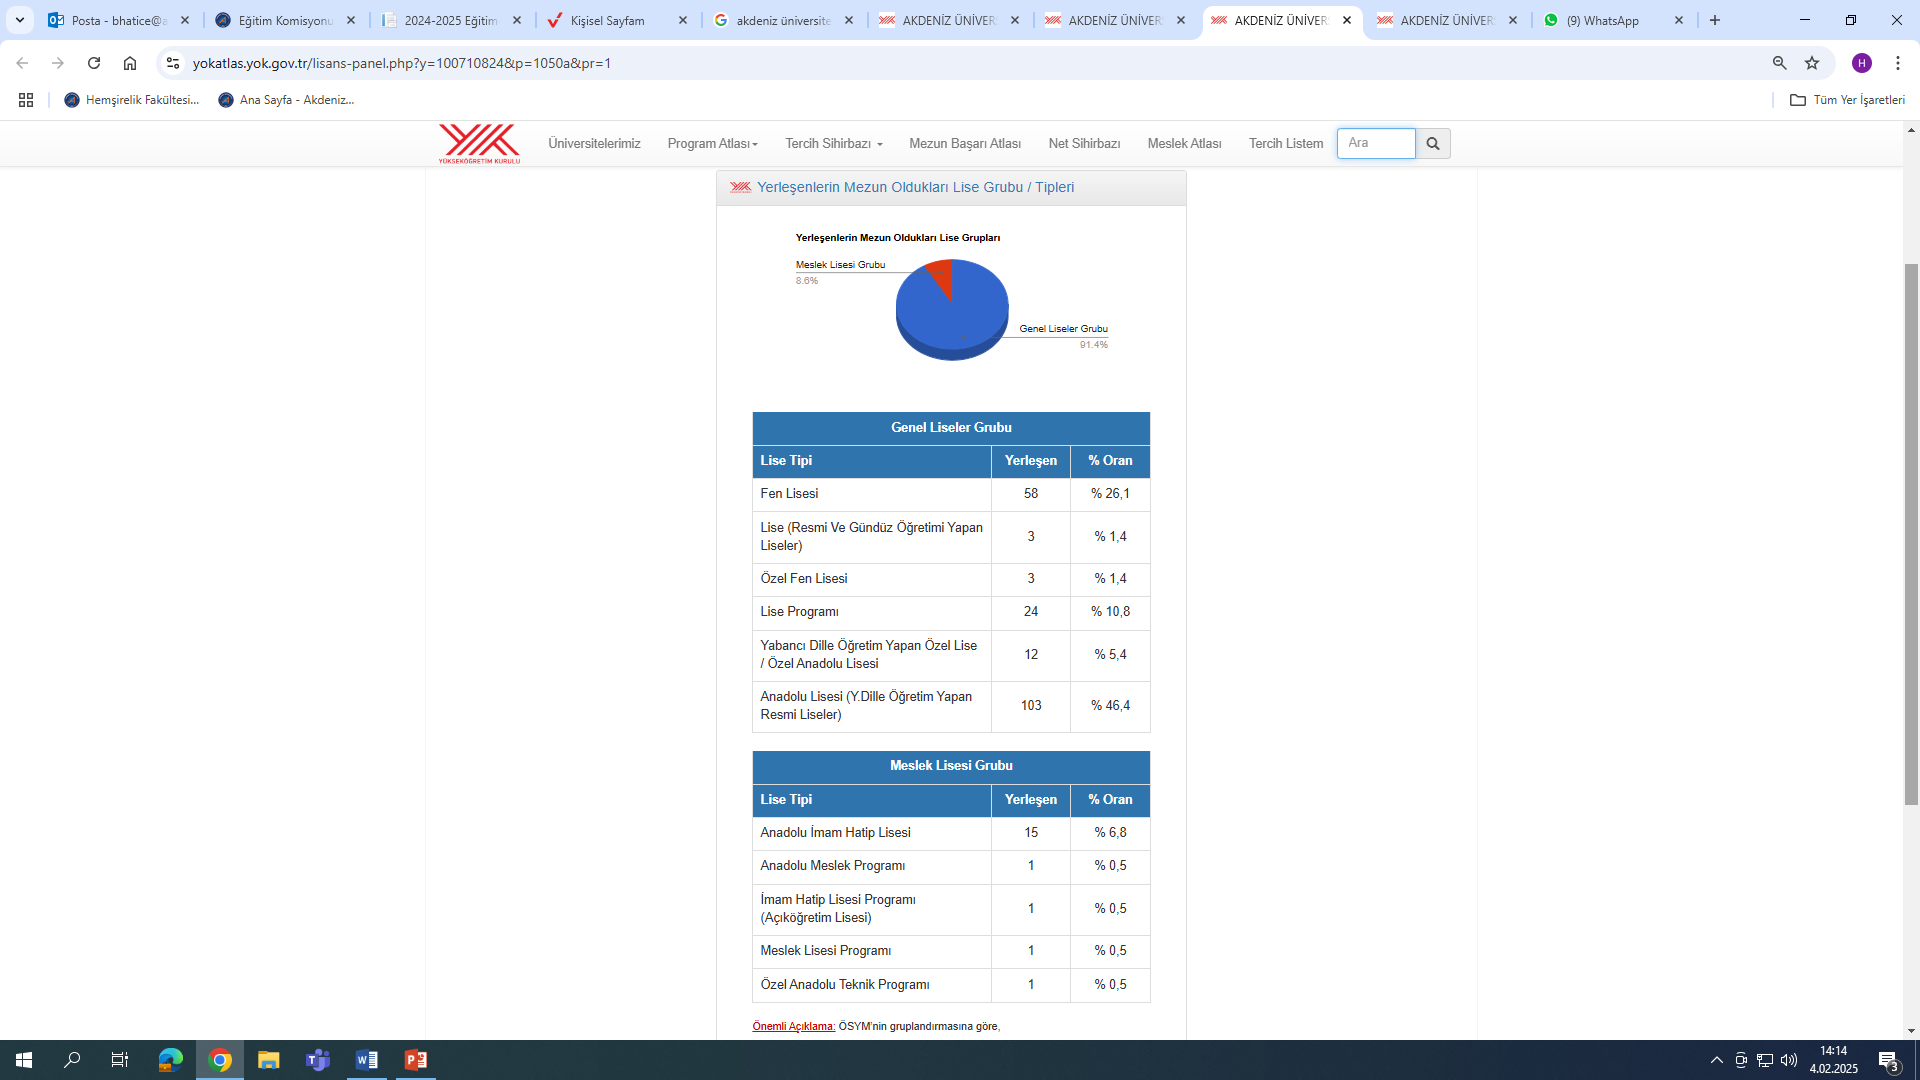 Posta - bhatice@a
Eğitim Komisyonu
2024-2025 Eğitim
Kişisel Sayfam
akdeniz üniversite
AKDENİZ ÜNİVER
AKDENİZ ÜNİVER
AKDENİZ ÜNİVER
AKDENİZ ÜNİVER
(9) WhatsApp
yokatlas.yok.gov.tr/lisans-panel.php?y=100710824&p=1050a&pr=1
H
Hemşirelik Fakültesi...
Ana Sayfa - Akdeniz...
Tüm Yer İşaretleri
YÜKSEKÖĞRETİM KURULU
Üniversitelerimiz
Program Atlası
Tercih Sihirbazı
Mezun Başarı Atlası
Net Sihirbazı
Meslek Atlası
Tercih Listem
Ara
Yerleşenlerin Mezun Oldukları Lise Grubu / Tipleri
Yerleşenlerin Mezun Oldukları Lise Grupları
Meslek Lisesi Grubu
8.6%
Genel Liseler Grubu
91.4%
Genel Liseler Grubu
Lise Tipi Yerleşen % Oran
Fen Lisesi 58 % 26,1
Lise (Resmi Ve Gündüz Öğretimi Yapan
Liseler) 3 % 1,4
Özel Fen Lisesi 3 % 1,4
Lise Programı 24 % 10,8
Yabancı Dille Öğretim Yapan Özel Lise
/ Özel Anadolu Lisesi 12 % 5,4
Anadolu Lisesi (Y.Dille Öğretim Yapan
Resmi Liseler) 103 % 46,4
Meslek Lisesi Grubu
Lise Tipi Yerleşen % Oran
Anadolu İmam Hatip Lisesi 15 % 6,8
Anadolu Meslek Programı 1 % 0,5
İmam Hatip Lisesi Programı
(Açıköğretim Lisesi) 1 % 0,5
Meslek Lisesi Programı 1 % 0,5
Özel Anadolu Teknik Programı 1 % 0,5
Önemli Açıklama: ÖSYM'nin gruplandırmasına göre,
14:14
4.02.2025
3